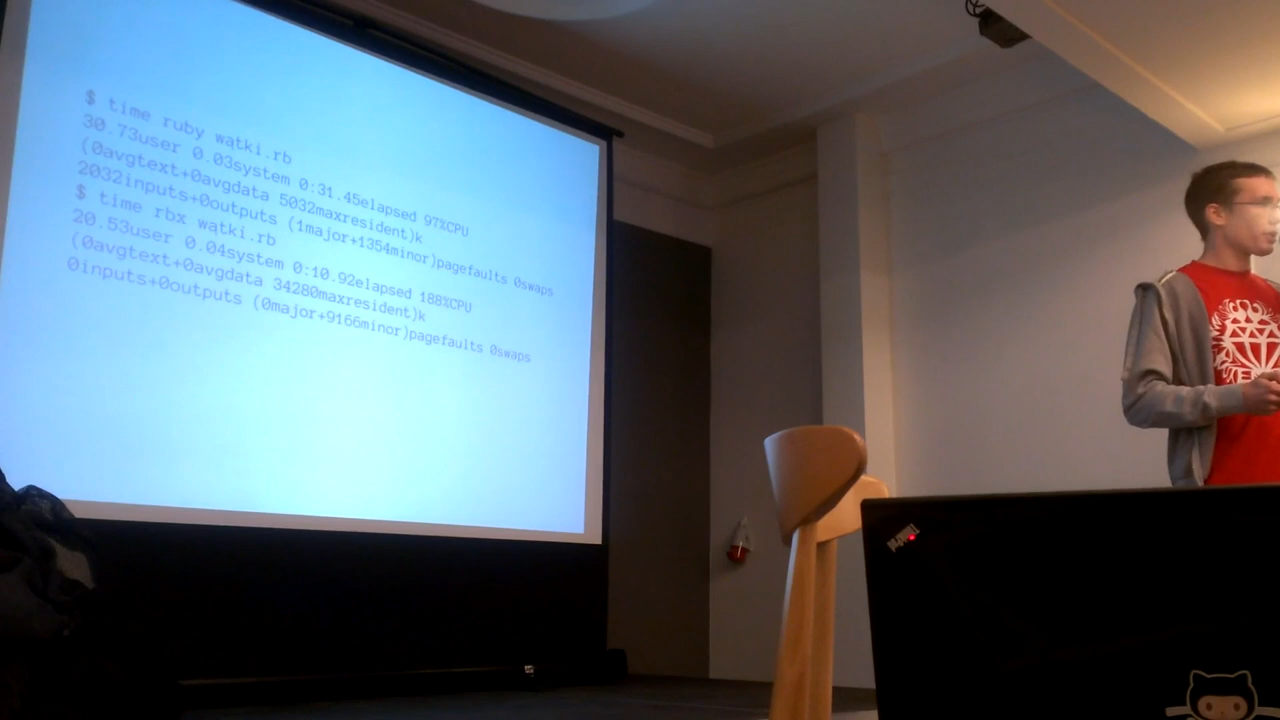 $ time ruby wątki.rb
30.73user 0.03system 0:31.45elapsed 97%CPU
(0avgtext+0avgdata 5032maxresident)k
2032inputs+0outputs (1major+1354minor)pagefaults 0swaps
$ time rbx wątki.rb
20.53user 0.04system 0:10.92elapsed 188%CPU
(0avgtext+0avgdata 34280maxresident)k
0inputs+0outputs (0major+9166minor)pagefaults 0swaps